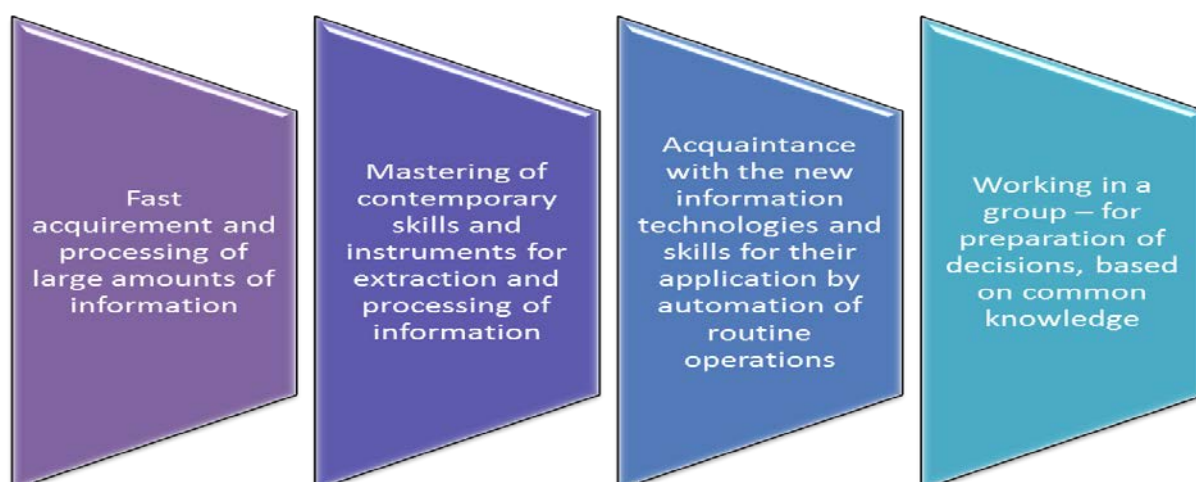 Fast
acquirement and
processing of
large amounts of
information
Mastering of
contemporary
skills and
instruments for
extraction and
processing of
information
Acquaintance
with the new
information
technologies and
skills for their
application by
automation of
routine
operations
Working in a
group – for
preparation of
decisions, based
on common
knowledge